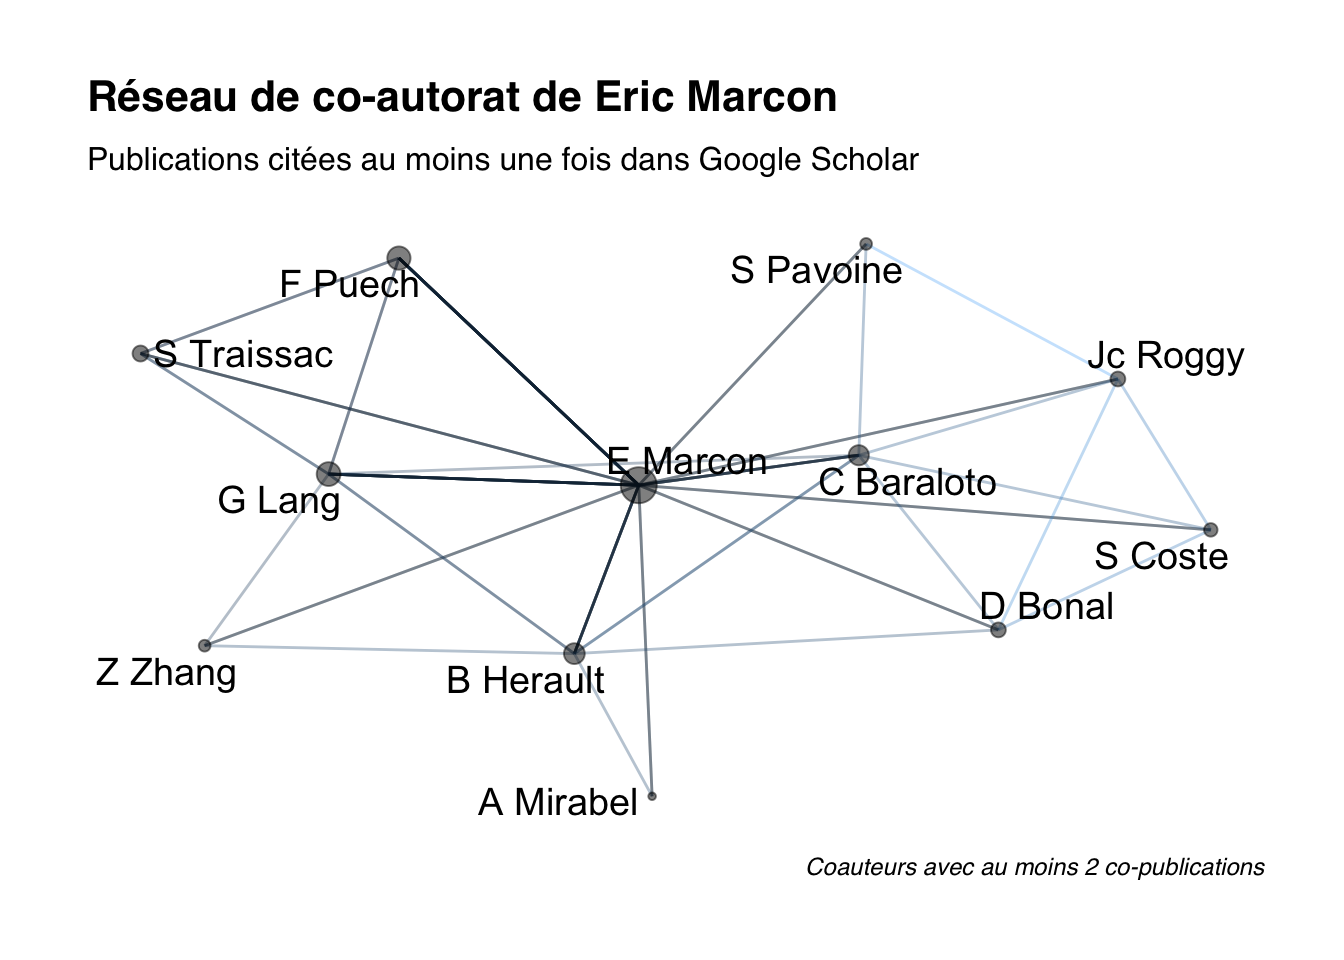 Réseau de co-autorat de Eric Marcon
Publications citées au moins une fois dans Google Scholar
S Pavoine
F Puech
S Traissac
Jc Roggy
E Marcon
C Baraloto
G Lang
S Coste
D Bonal
Z Zhang
B Herault
A Mirabel
Coauteurs avec au moins 2 co-publications